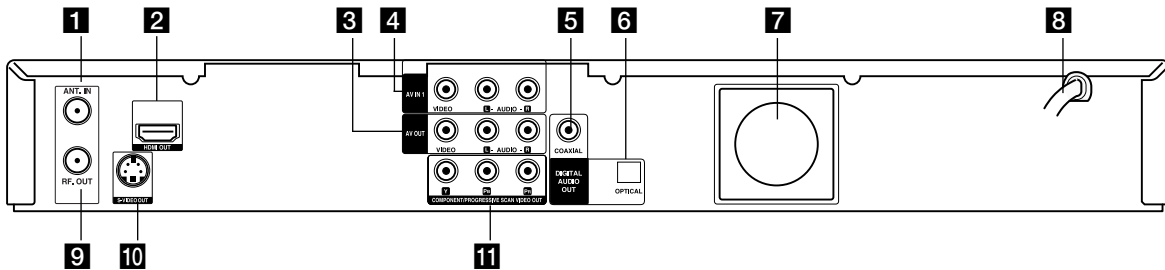 1 2 3 4 5 6 7 8
ANT. IN
RF. OUT
HDMI OUT
S-VIDEO OUT
AV IN 1
VIDEO L - AUDIO - R
AV OUT
VIDEO L - AUDIO - R
Y PB PR
COMPONENT/PROGRESSIVE SCAN VIDEO OUT
COAXIAL
DIGITAL
AUDIO
OUT
OPTICAL
9 10 11